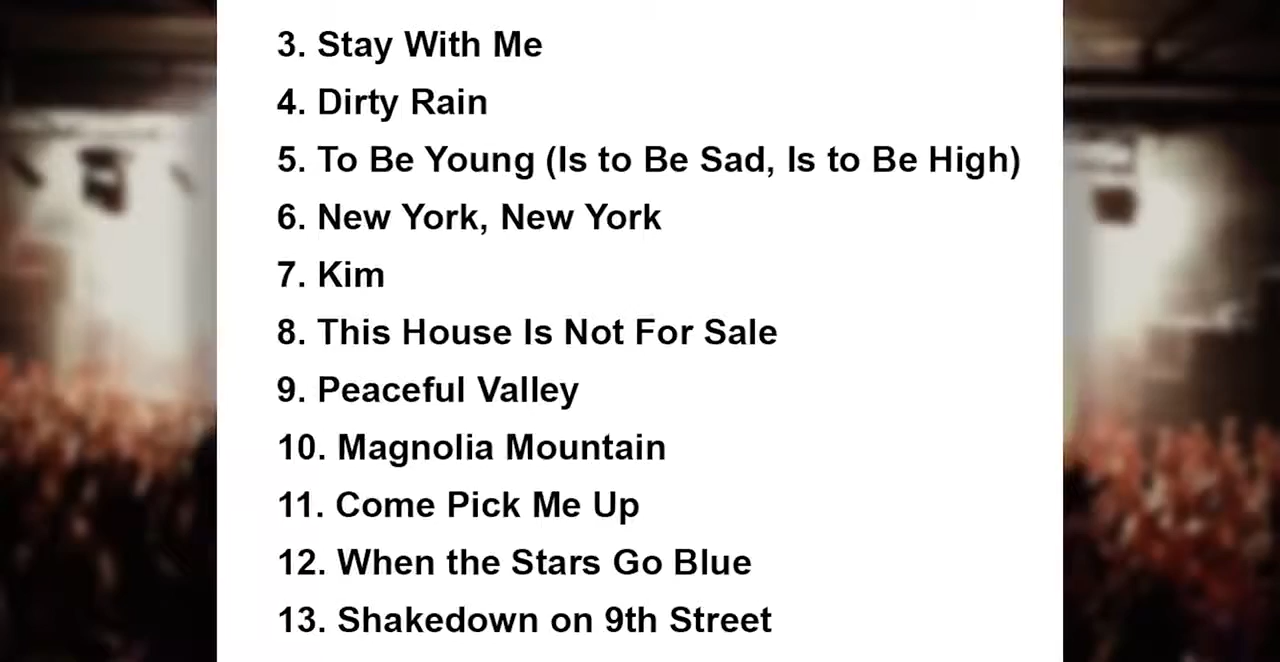 3. Stay With Me
4. Dirty Rain
5. To Be Young (Is to Be Sad, Is to Be High)
6. New York, New York
7. Kim
8. This House Is Not For Sale
9. Peaceful Valley
10. Magnolia Mountain
11. Come Pick Me Up
12. When the Stars Go Blue
13. Shakedown on 9th Street